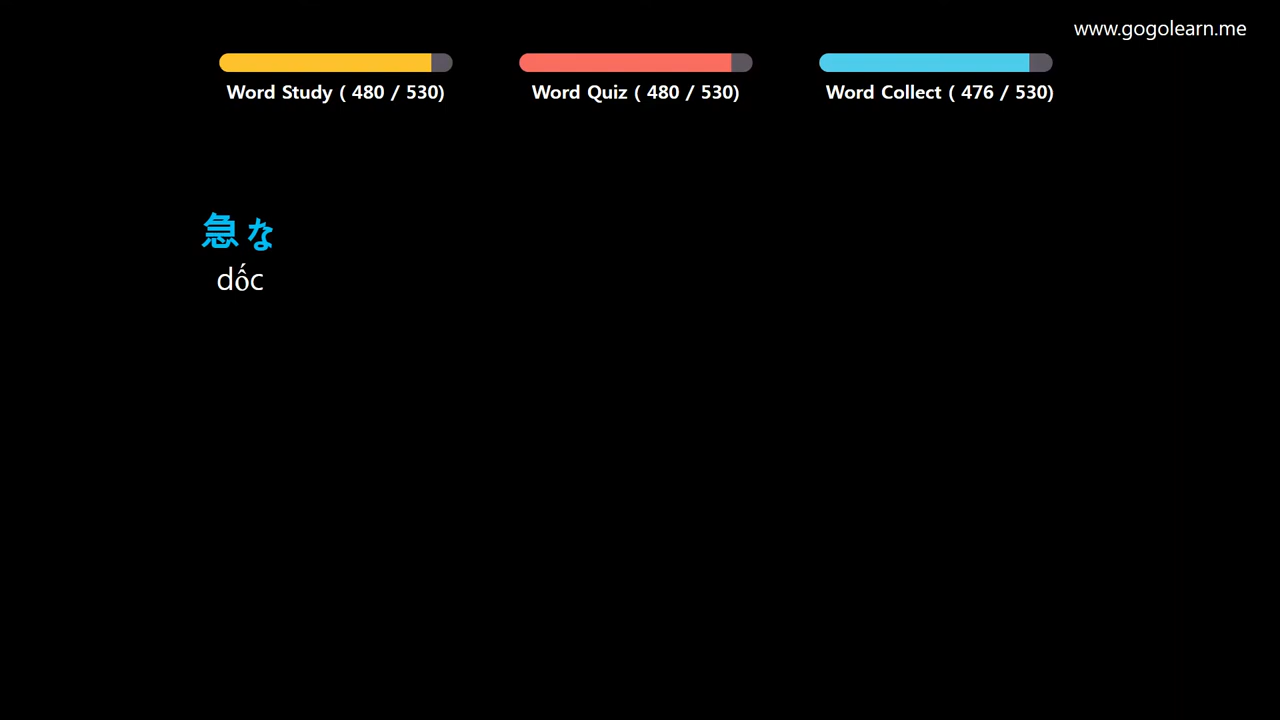 www.gogolearn.me
Word Study ( 480 / 530)
Word Quiz ( 480 / 530)
Word Collect ( 476 / 530)
急な
dốc